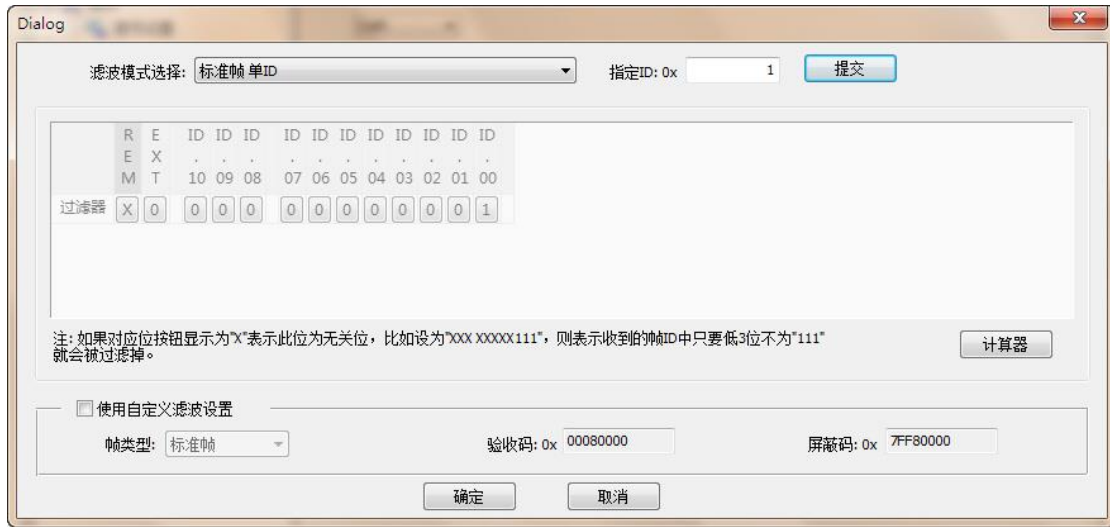 Dialog
滤波模式选择: 标准帧 单ID 指定ID: 0x 1 提交
R E ID ID ID ID ID ID ID ID ID ID ID
E X . . . . . . . . . . .
M T 10 09 08 07 06 05 04 03 02 01 00
过滤器 X 0 0 0 0 0 0 0 0 0 0 0 1
注: 如果对应位按钮显示为"X"表示此位为无关位，比如设为"XXX XXXXX111"，则表示收到的帧ID中只要低3位不为"111"
就会被过滤掉。
计算器
使用自定义滤波设置
帧类型: 标准帧 验收码: 0x 00080000 屏蔽码: 0x 7FF80000
确定 取消